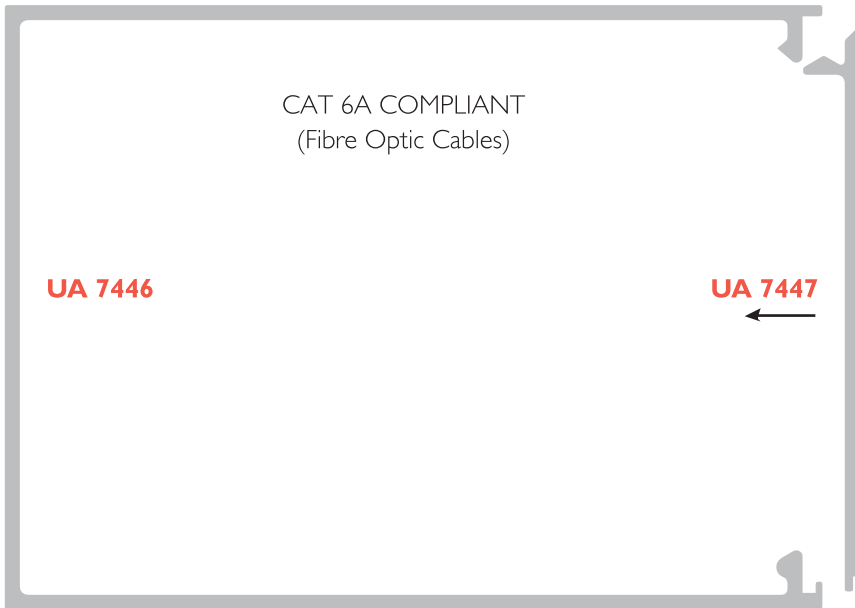 CAT 6A COMPLIANT
(Fibre Optic Cables)
UA 7446
UA 7447